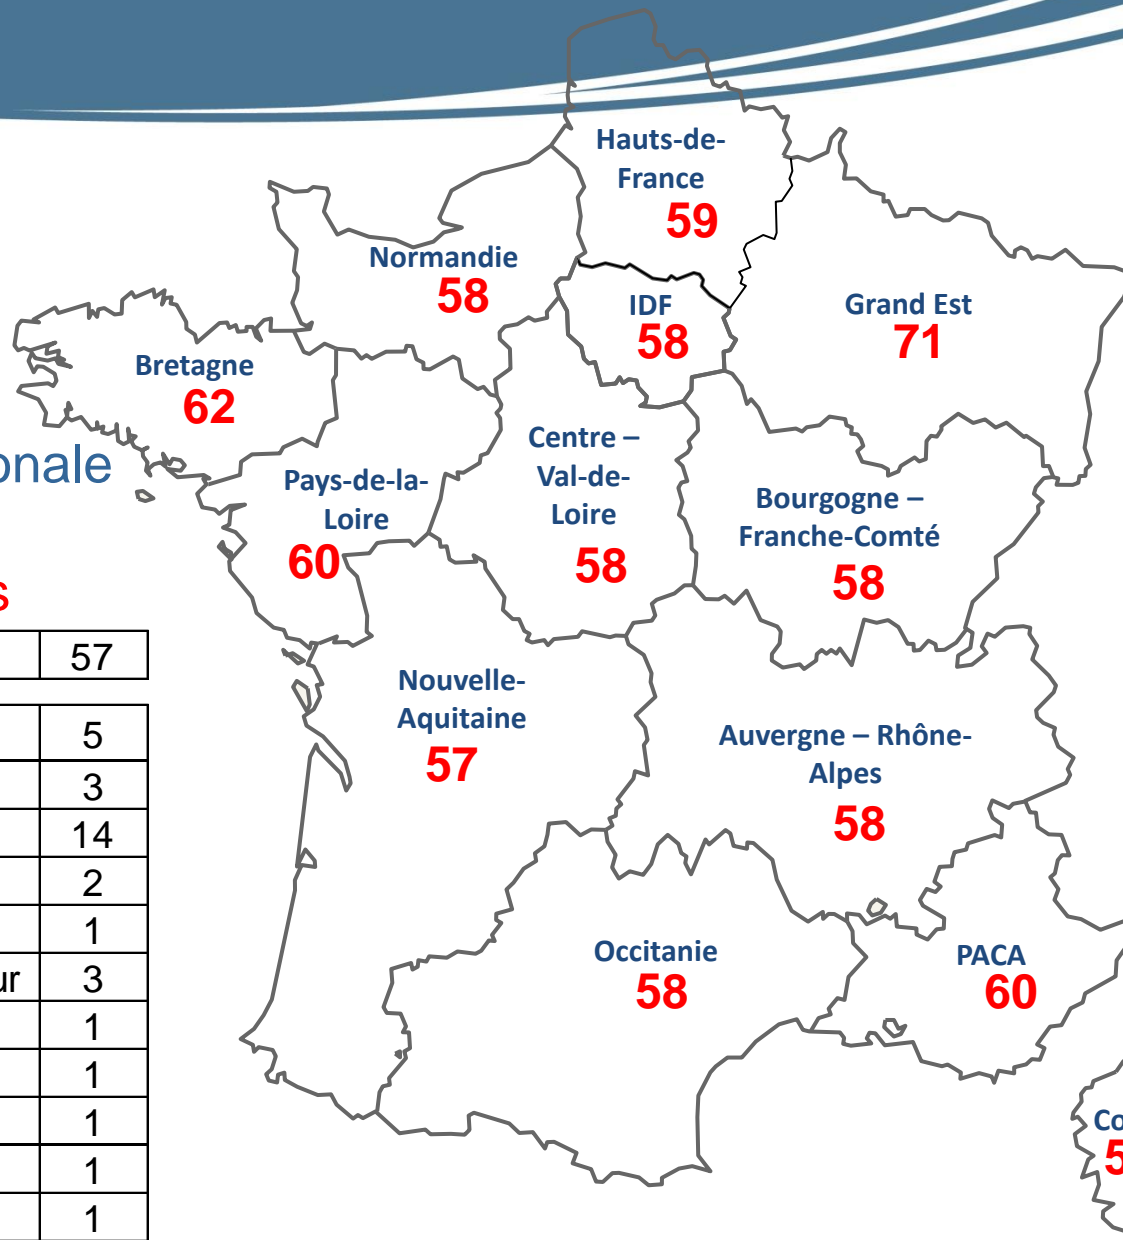 Hauts-de-
France
59
Normandie
58
IDF
58
Grand Est
71
Bretagne
62
Centre –
Val-de-
Loire
58
Pays-de-la-
Loire
60
Bourgogne –
Franche-Comté
58
Nouvelle-
Aquitaine
57
Auvergne – Rhône-
Alpes
58
Occitanie
58
PACA
60
Co
5
onale
s
57
5
3
14
2
1
ur 3
1
1
1
1
1